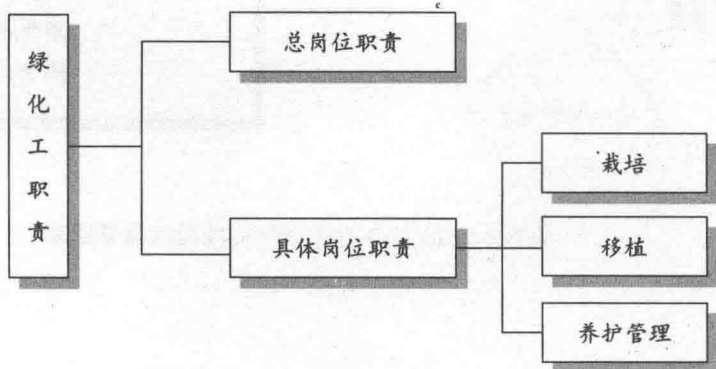 绿化工职责
总岗位职责
具体岗位职责
栽培
移植
养护管理